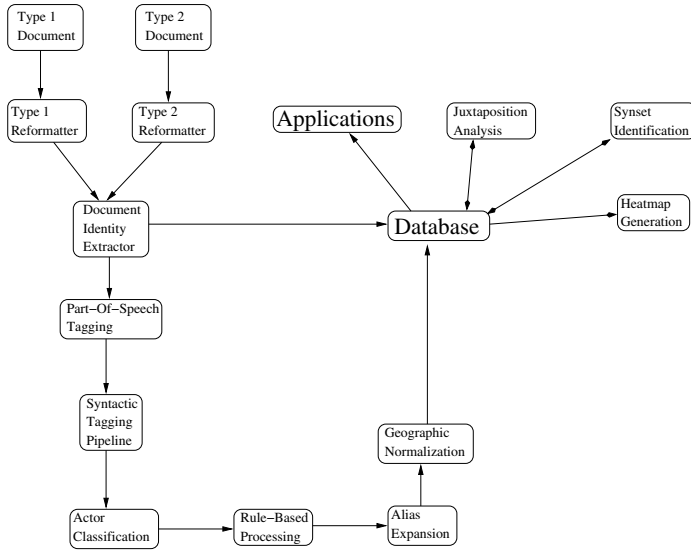 Type 1
Document
Type 2
Document
Type 1
Reformatter
Type 2
Reformatter
Applications
Juxtaposition
Analysis
Synset
Identification
Document
Identity
Extractor
Database
Heatmap
Generation
Part-Of-Speech
Tagging
Syntactic
Tagging
Pipeline
Geographic
Normalization
Actor
Classification
Rule-Based
Processing
Alias
Expansion